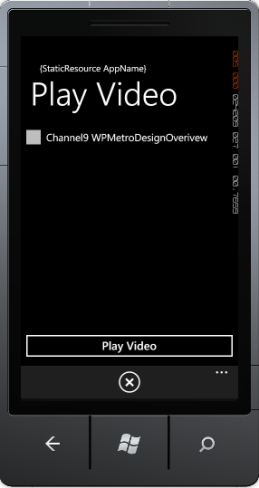 {StaticResource AppName}
Play Video
Channel9 WPMetroDesignOverivew
Play Video